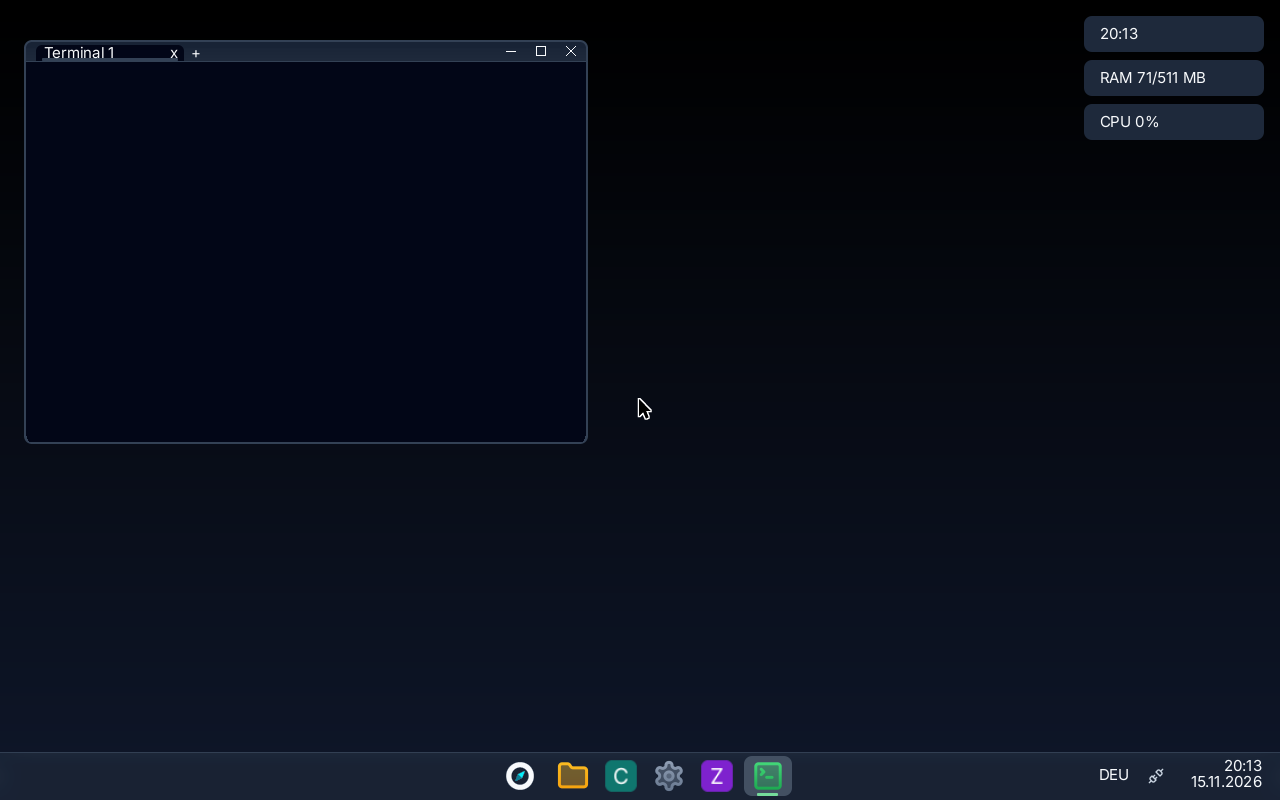 Terminal 1 x +
20:13
RAM 71/511 MB
CPU 0%
C
Z
>_
DEU
20:13
15.11.2026